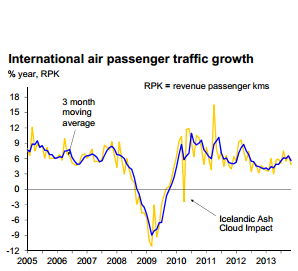 International air passenger traffic growth
% year, RPK
RPK = revenue passenger kms
18
3 month
moving
average
15
12
9
6
3
0
-3
Icelandic Ash
Cloud Impact
-6
-9
-12
2005 2006 2007 2008 2009 2010 2011 2012 2013